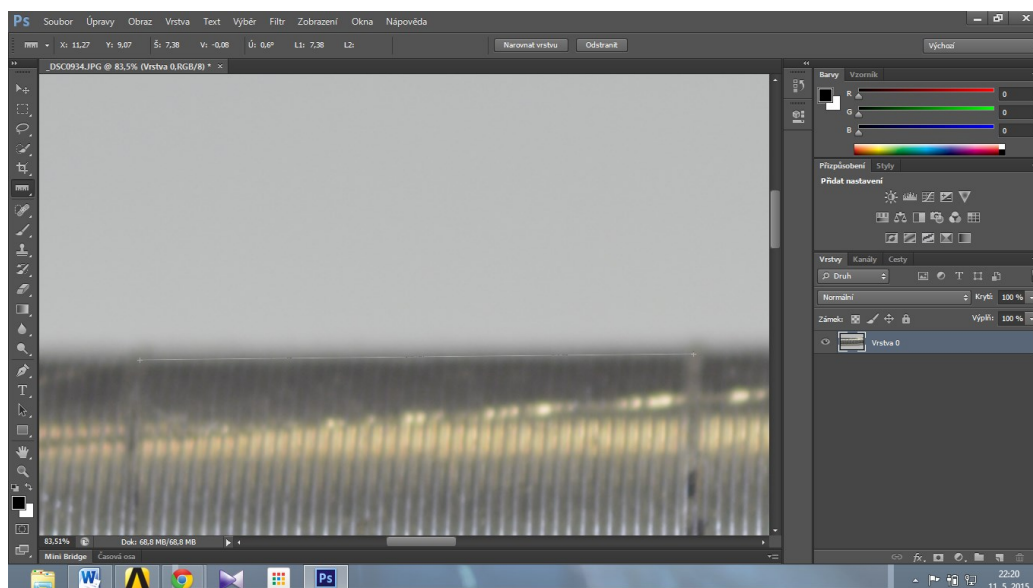 Ps Soubor Úpravy Obraz Vrstva Text Výběr Filtr Zobrazení Okna Nápověda
X: 11,27 Y: 9,07 Š: 7,38 V: -0,08 Ú: 0,6° L1: 7,38 L2: Narovnat vrstvu Odstranit Výchozí
_DSC0934.JPG @ 83,5% (Vrstva 0,RGB/8) * ×
Barvy Vzorník
R 0
G 0
B 0
Přizpůsobení Styly
Přidat nastavení
Vrstvy Kanály Cesty
Druh
Normální Krytí: 100 %
Zámek: Výplň: 100 %
Vrstva 0
T
83,51% Dok: 68,8 MB/68,8 MB
Mini Bridge Časová osa
fx
W Ps
22:20
11. 5. 2015